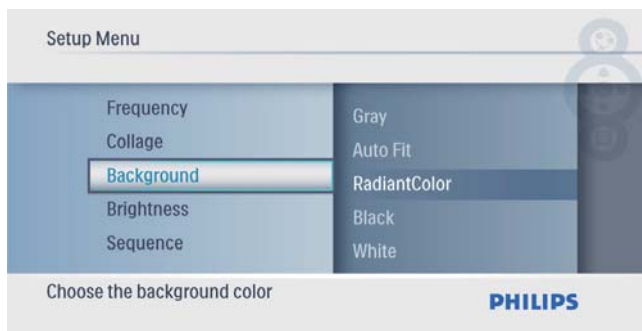 Setup Menu
Frequency
Collage
Background
Brightness
Sequence
Gray
Auto Fit
RadiantColor
Black
White
Choose the background color
PHILIPS